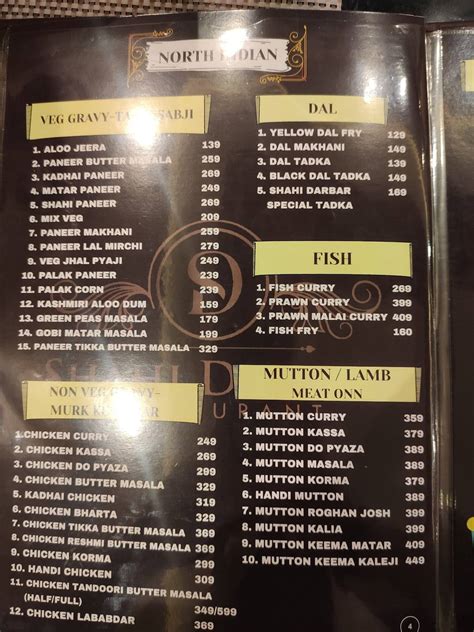 NORTH INDIAN
VEG GRAVY-TA SABJI
1. ALOO JEERA 139
2. PANEER BUTTER MASALA 259
3. KADHAI PANEER 259
4. MATAR PANEER 249
5. SHAHI PANEER 269
6. MIX VEG 209
7. PANEER MAKHANI 259
8. PANEER LAL MIRCHI 279
9. VEG JHAL PYAJI 229
10. PALAK PANEER 249
11. PALAK CORN 239
12. KASHMIRI ALOO DUM 159
13. GREEN PEAS MASALA 179
14. GOBI MATAR MASALA 199
15. PANEER TIKKA BUTTER MASALA 329
NON VEG GRAVY-
MURK K AR
1.CHICKEN CURRY 249
2. CHICKEN KASSA 269
3. CHICKEN DO PYAZA 299
4. CHICKEN BUTTER MASALA 329
5. KADHAI CHICKEN 319
6. CHICKEN BHARTA 299
7. CHICKEN TIKKA BUTTER MASALA 369
8. CHICKEN RESHMI BUTTER MASALA 369
9. CHICKEN KORMA 299
10. HANDI CHICKEN 309
11. CHICKEN TANDOORI BUTTER MASALA
(HALF/FULL) 349/599
12. CHICKEN LABABDAR 369
DAL
1. YELLOW DAL FRY 129
2. DAL MAKHANI 149
3. DAL TADKA 139
4. BLACK DAL TADKA 149
5. SHAHI DARBAR 169
SPECIAL TADKA
FISH
1. FISH CURRY 269
2. PRAWN CURRY 399
3. PRAWN MALAI CURRY 409
4. FISH FRY 160
MUTTON / LAMB
MEAT ONN
1. MUTTON CURRY 359
2. MUTTON KASSA 379
3. MUTTON DO PYAZA 389
4. MUTTON MASALA 389
5. MUTTON KORMA 379
6. HANDI MUTTON 389
7. MUTTON ROGHAN JOSH 399
8. MUTTON KALIA 399
9. MUTTON KEEMA MATAR 409
10. MUTTON KEEMA KALEJI 449
4